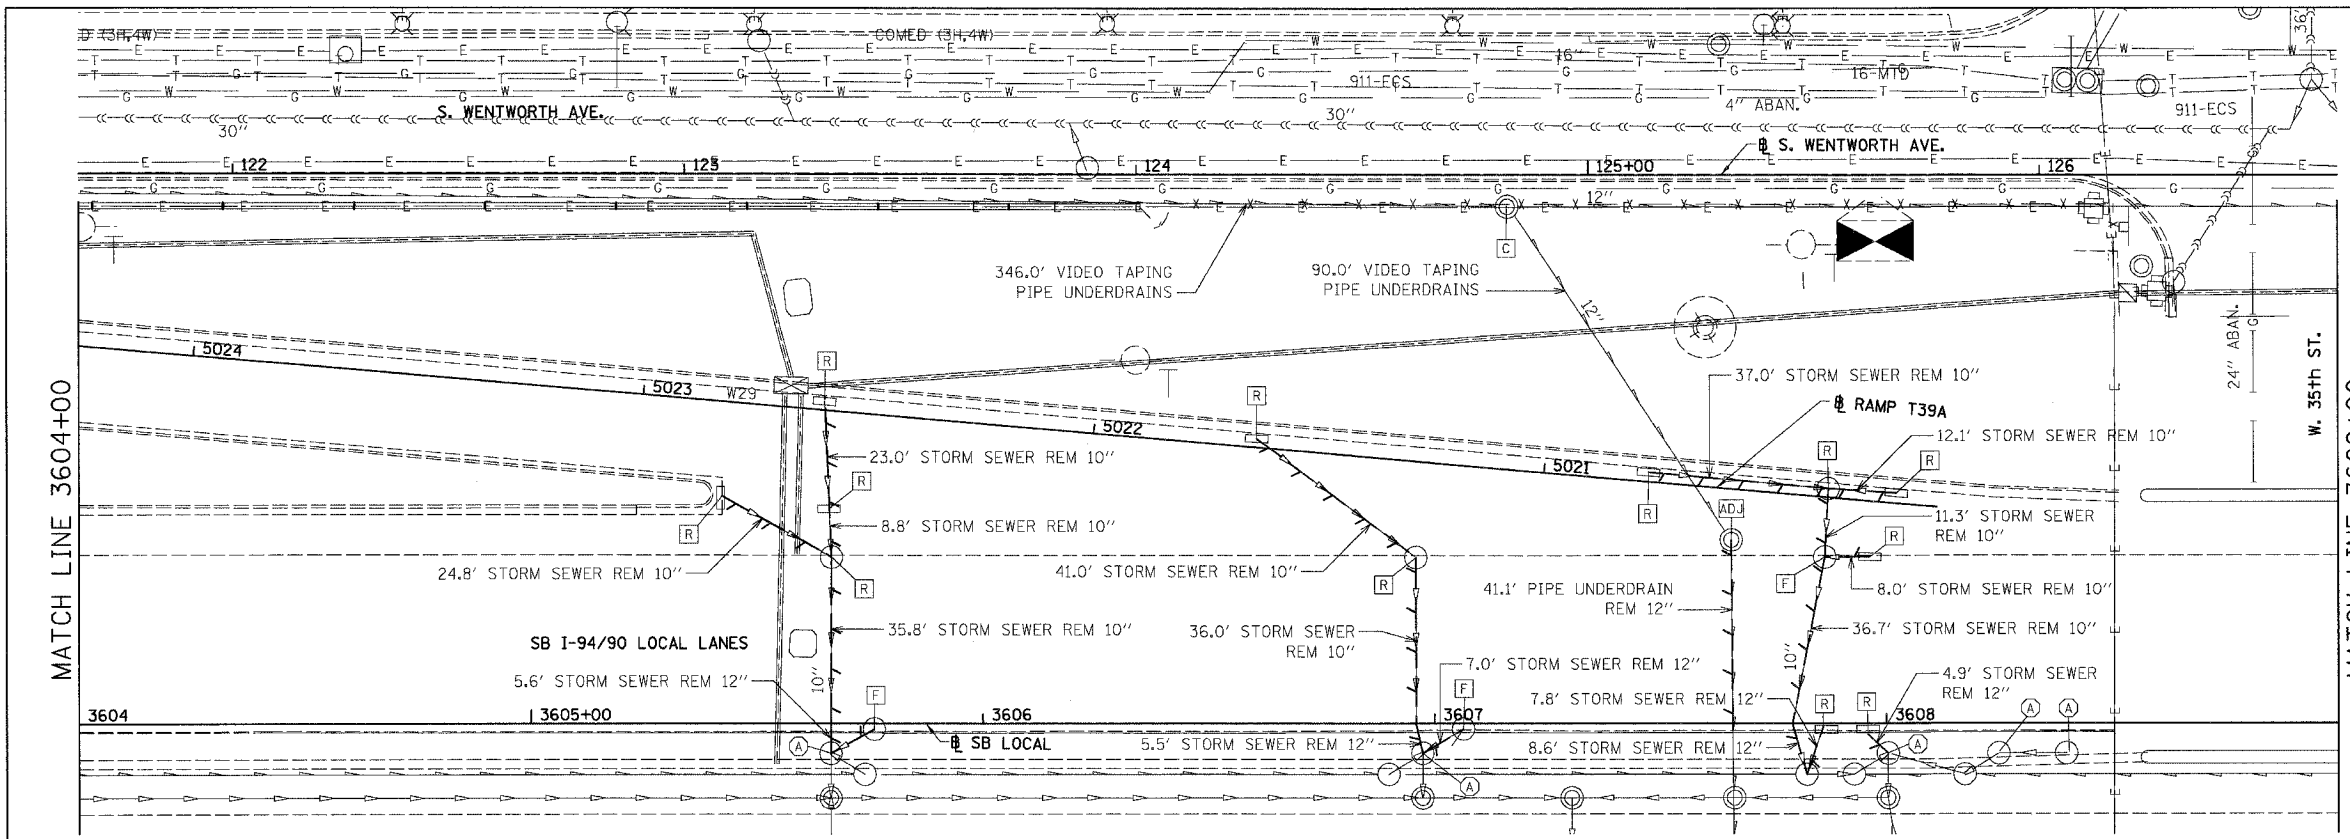 D (3H,4W)
COMED (3H,4W)
16"
36'
911-ECS
16-MTD
4" ABAN.
911-ECS
S. WENTWORTH AVE.
30"
30"
℄ S. WENTWORTH AVE.
122
123
124
125+00
126
12"
C
346.0' VIDEO TAPING
PIPE UNDERDRAINS
90.0' VIDEO TAPING
PIPE UNDERDRAINS
12"
24" ABAN.
W. 35th ST.
MATCH LINE 3604+00
5024
5023
W29
R
5022
R
37.0' STORM SEWER REM 10"
℄ RAMP T39A
12.1' STORM SEWER REM 10"
23.0' STORM SEWER REM 10"
5021
R
R
R
R
R
8.8' STORM SEWER REM 10"
ADJ
11.3' STORM SEWER
REM 10"
R
24.8' STORM SEWER REM 10"
R
41.0' STORM SEWER REM 10"
R
41.1' PIPE UNDERDRAIN
REM 12"
F
8.0' STORM SEWER REM 10"
SB I-94/90 LOCAL LANES
35.8' STORM SEWER REM 10"
36.0' STORM SEWER
REM 10"
36.7' STORM SEWER REM 10"
10"
10"
5.6' STORM SEWER REM 12"
7.0' STORM SEWER REM 12"
4.9' STORM SEWER
REM 12"
F
F
7.8' STORM SEWER REM 12"
R
R
A
A
3604
3605+00
3606
3607
3608
A
℄ SB LOCAL
5.5' STORM SEWER REM 12"
8.6' STORM SEWER REM 12"
A
A